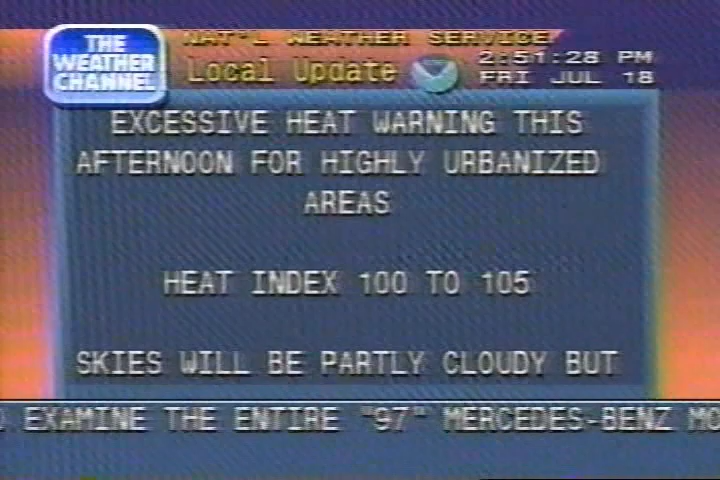 THE
WEATHER
CHANNEL
NAT'L WEATHER SERVICE
Local Update
2:51:28 PM
FRI JUL 18
EXCESSIVE HEAT WARNING THIS
AFTERNOON FOR HIGHLY URBANIZED
AREAS
HEAT INDEX 100 TO 105
SKIES WILL BE PARTLY CLOUDY BUT
EXAMINE THE ENTIRE "97" MERCEDES-BENZ MO